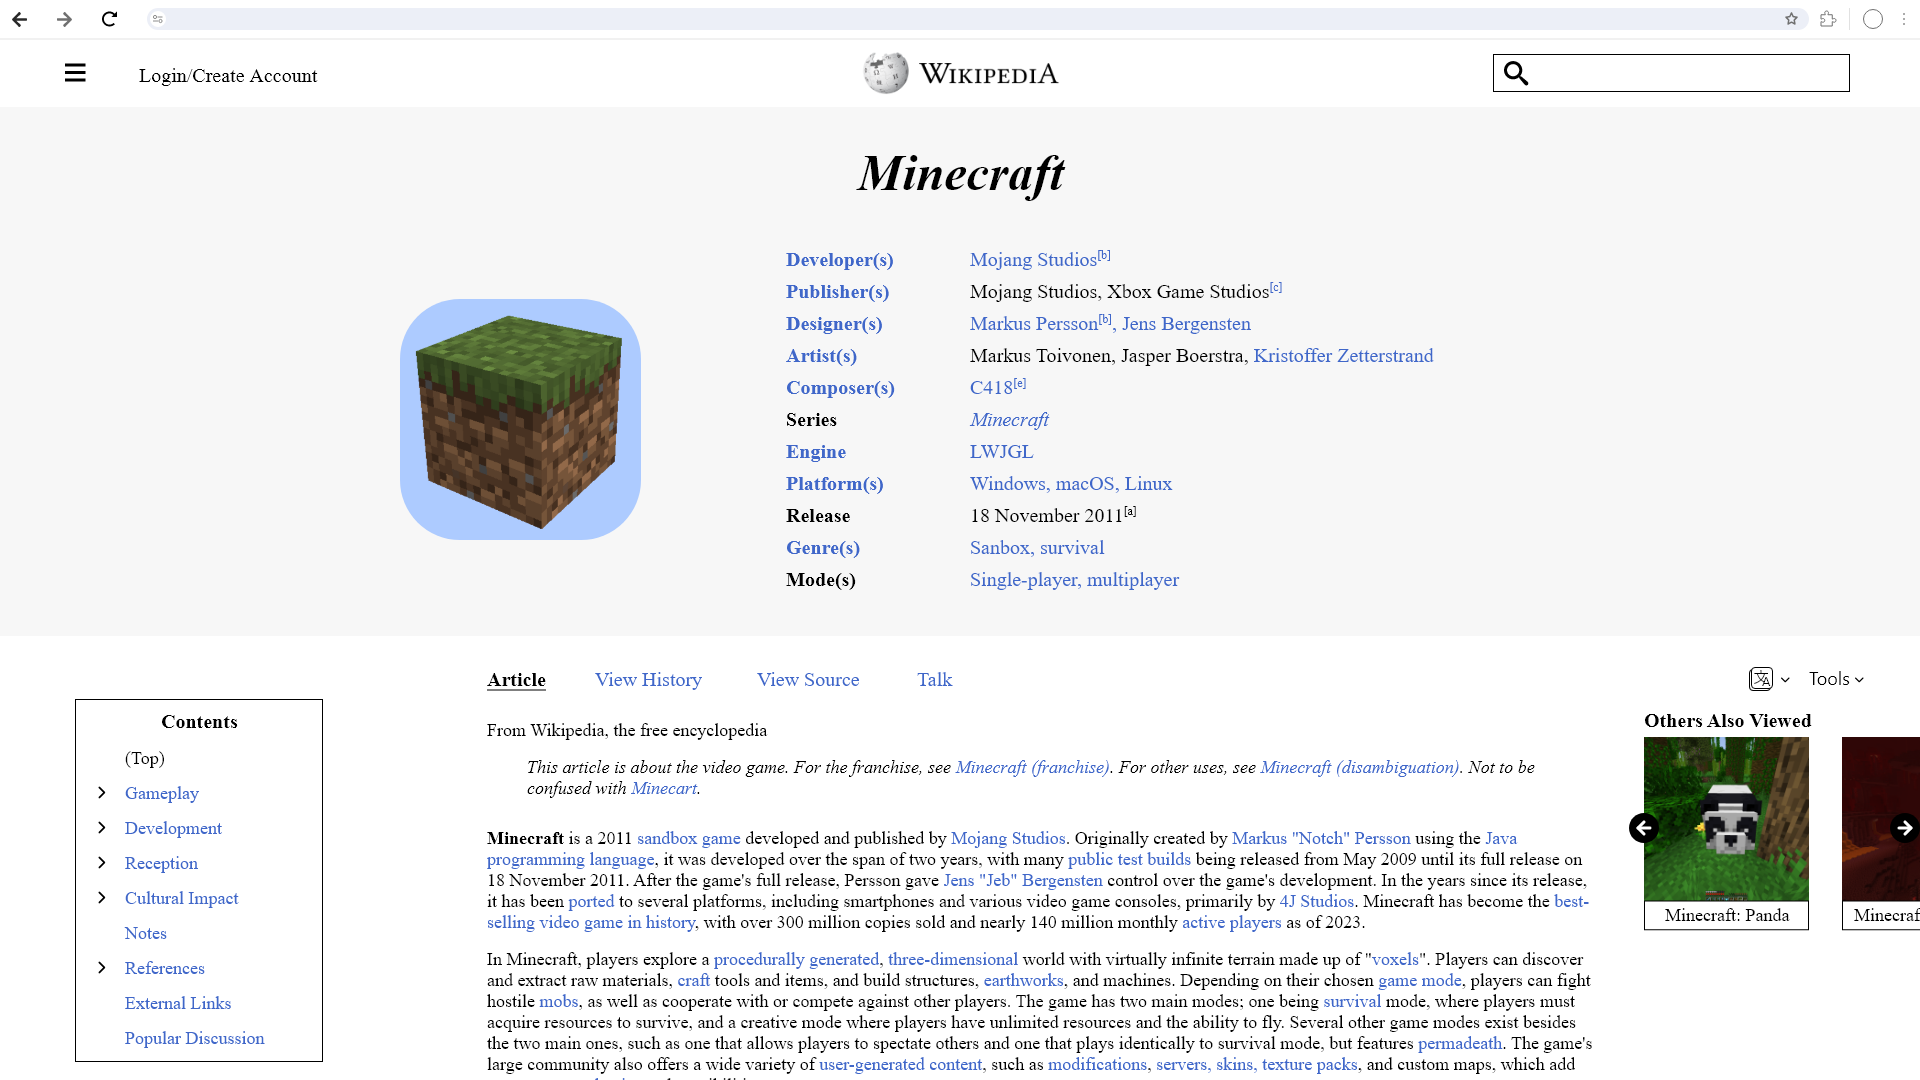 Login/Create Account
WIKIPEDIA
Minecraft
Developer(s) Mojang Studios[b]
Publisher(s) Mojang Studios, Xbox Game Studios[c]
Designer(s) Markus Persson[b], Jens Bergensten
Artist(s) Markus Toivonen, Jasper Boerstra, Kristoffer Zetterstrand
Composer(s) C418[e]
Series Minecraft
Engine LWJGL
Platform(s) Windows, macOS, Linux
Release 18 November 2011[a]
Genre(s) Sanbox, survival
Mode(s) Single-player, multiplayer
Contents
(Top)
Gameplay
Development
Reception
Cultural Impact
Notes
References
External Links
Popular Discussion
Article View History View Source Talk
Tools
From Wikipedia, the free encyclopedia
This article is about the video game. For the franchise, see Minecraft (franchise). For other uses, see Minecraft (disambiguation). Not to be
confused with Minecart.
Minecraft is a 2011 sandbox game developed and published by Mojang Studios. Originally created by Markus "Notch" Persson using the Java
programming language, it was developed over the span of two years, with many public test builds being released from May 2009 until its full release on
18 November 2011. After the game's full release, Persson gave Jens "Jeb" Bergensten control over the game's development. In the years since its release,
it has been ported to several platforms, including smartphones and various video game consoles, primarily by 4J Studios. Minecraft has become the best-
selling video game in history, with over 300 million copies sold and nearly 140 million monthly active players as of 2023.
In Minecraft, players explore a procedurally generated, three-dimensional world with virtually infinite terrain made up of "voxels". Players can discover
and extract raw materials, craft tools and items, and build structures, earthworks, and machines. Depending on their chosen game mode, players can fight
hostile mobs, as well as cooperate with or compete against other players. The game has two main modes; one being survival mode, where players must
acquire resources to survive, and a creative mode where players have unlimited resources and the ability to fly. Several other game modes exist besides
the two main ones, such as one that allows players to spectate others and one that plays identically to survival mode, but features permadeath. The game's
large community also offers a wide variety of user-generated content, such as modifications, servers, skins, texture packs, and custom maps, which add
Others Also Viewed
Minecraft: Panda
Minecraf